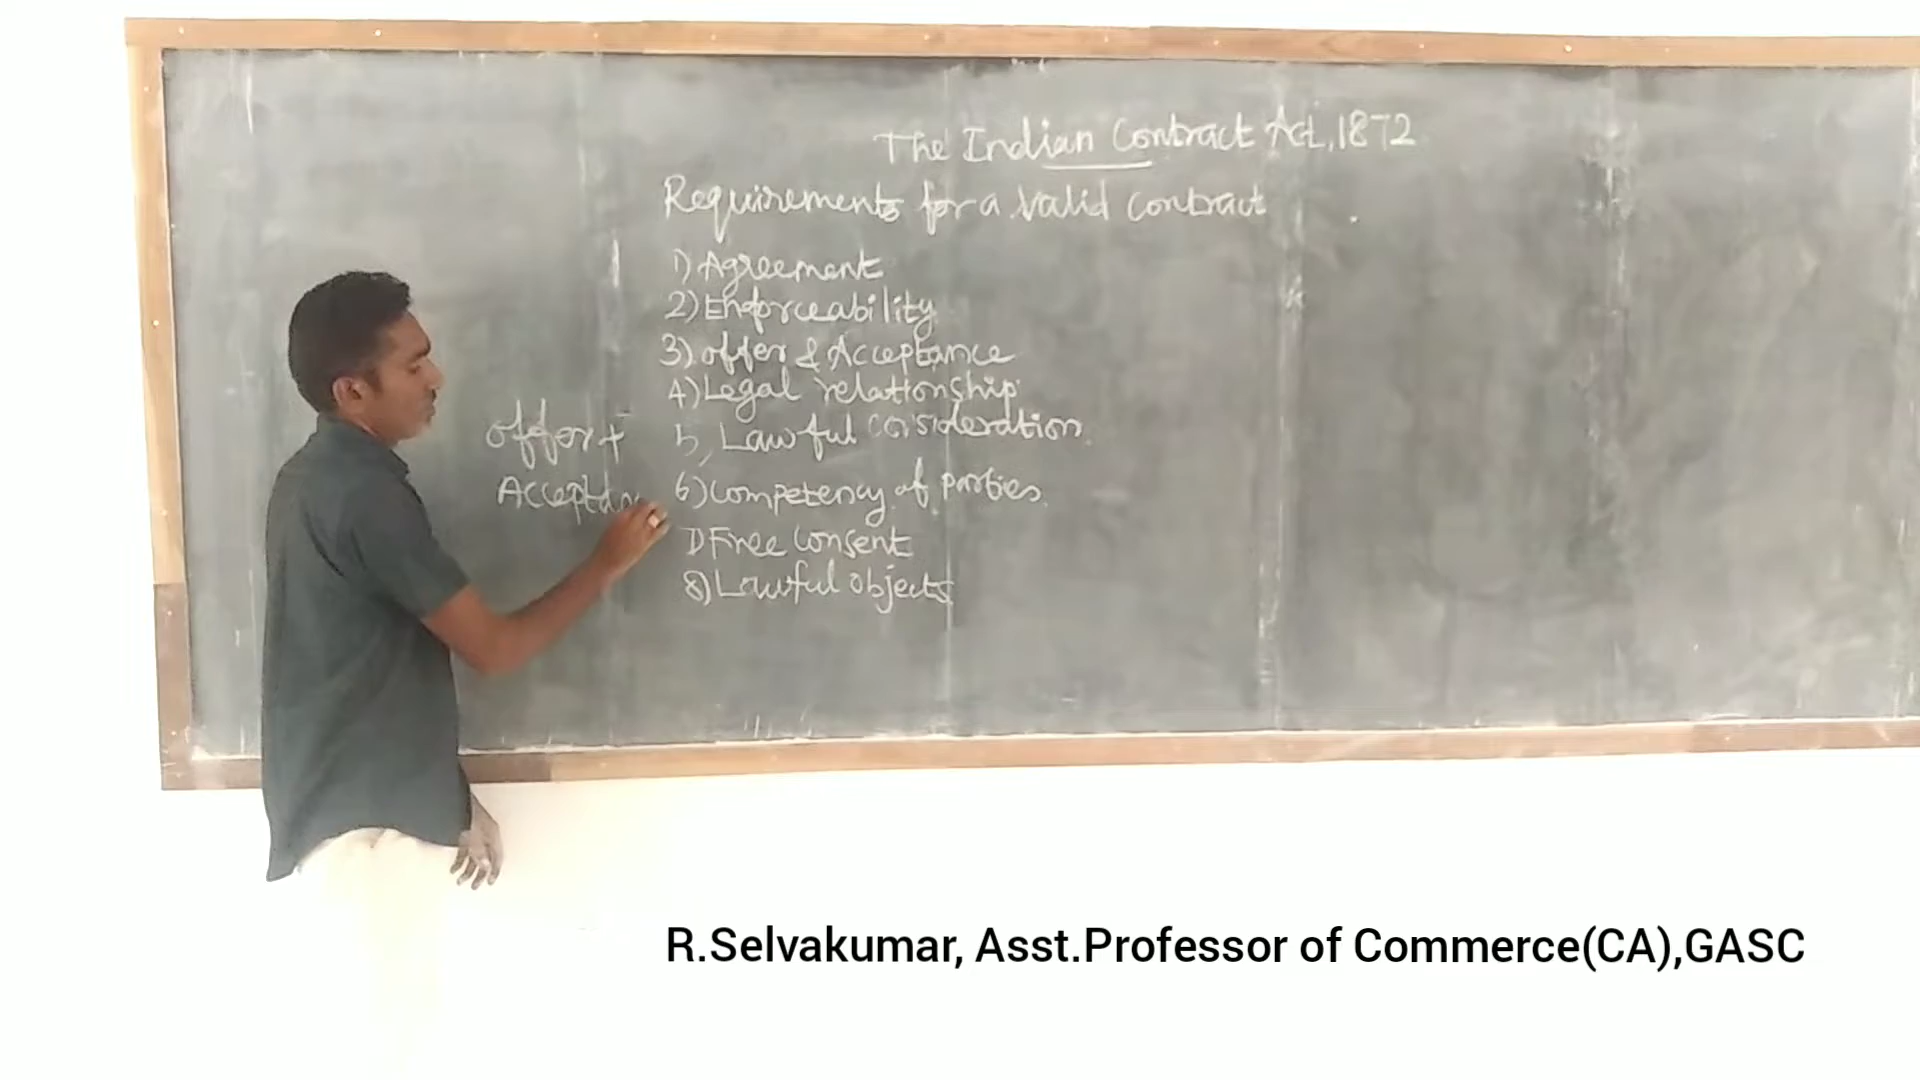 The Indian Contract Act, 1872
Requirements for a valid contract
1) Agreement
2) Enforceability
3) offer & Acceptance
4) Legal relationship
5, Lawful cosideration
6) competency of parties
7) Free consent
8) Lawful objects
offer +
Acceptan
R.Selvakumar, Asst.Professor of Commerce(CA),GASC